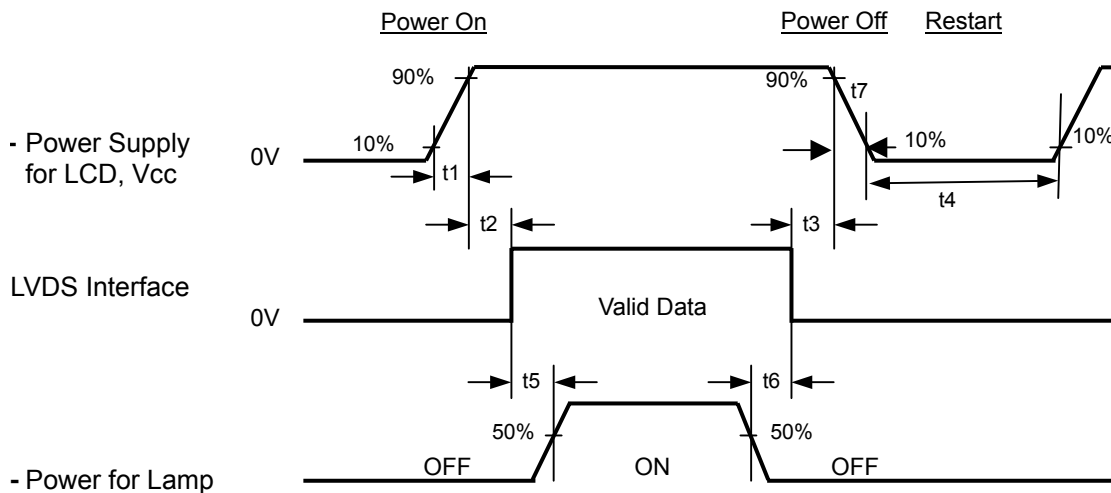 Power On
Power Off
Restart
90%
90%
t7
- Power Supply
for LCD, Vcc
0V
10%
10%
10%
t1
t4
t2
t3
LVDS Interface
0V
Valid Data
t5
t6
50%
50%
- Power for Lamp
OFF
ON
OFF